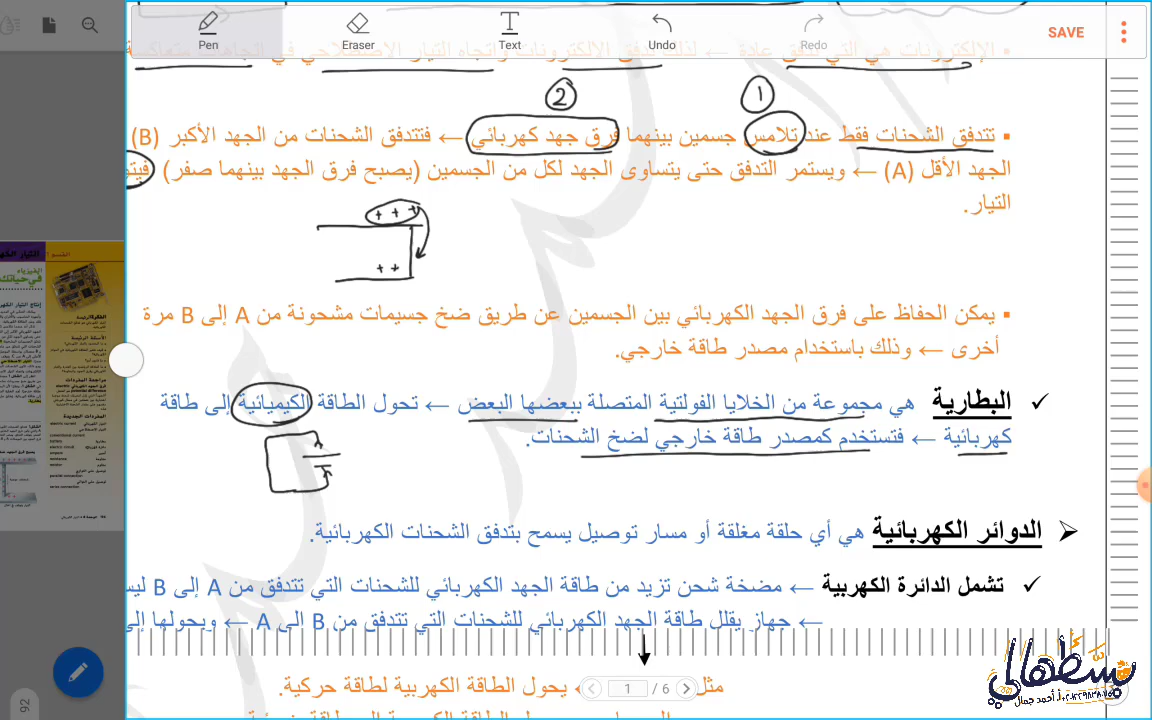 Pen
Eraser
Text
Undo
Redo
SAVE
① ②
▪ تتدفق الشحنات فقط عند تلامس جسمين بينهما فرق جهد كهربائي ← فتتدفق الشحنات من الجهد الأكبر (B)
الجهد الأقل (A) ← ويستمر التدفق حتى يتساوى الجهد لكل من الجسمين (يصبح فرق الجهد بينهما صفر)
التيار.
+ + +
+ +
▪ يمكن الحفاظ على فرق الجهد الكهربائي بين الجسمين عن طريق ضخ جسيمات مشحونة من A إلى B مرة
أخرى ← وذلك باستخدام مصدر طاقة خارجي.
✓ البطارية هي مجموعة من الخلايا الفولتية المتصلة ببعضها البعض ← تحول الطاقة الكيميائية إلى طاقة
كهربائية ← فتستخدم كمصدر طاقة خارجي لضخ الشحنات.
➢ الدوائر الكهربائية هي أي حلقة مغلقة أو مسار توصيل يسمح بتدفق الشحنات الكهربائية.
✓ تشمل الدائرة الكهربية ← مضخة شحن تزيد من طاقة الجهد الكهربائي للشحنات التي تتدفق من A إلى B
← جهاز يقلل طاقة الجهد الكهربائي للشحنات التي تتدفق من B الى A ← ويحولها إلى
يحول الطاقة الكهربية لطاقة حركية.
1 / 6
92
أ. أحمد جمال